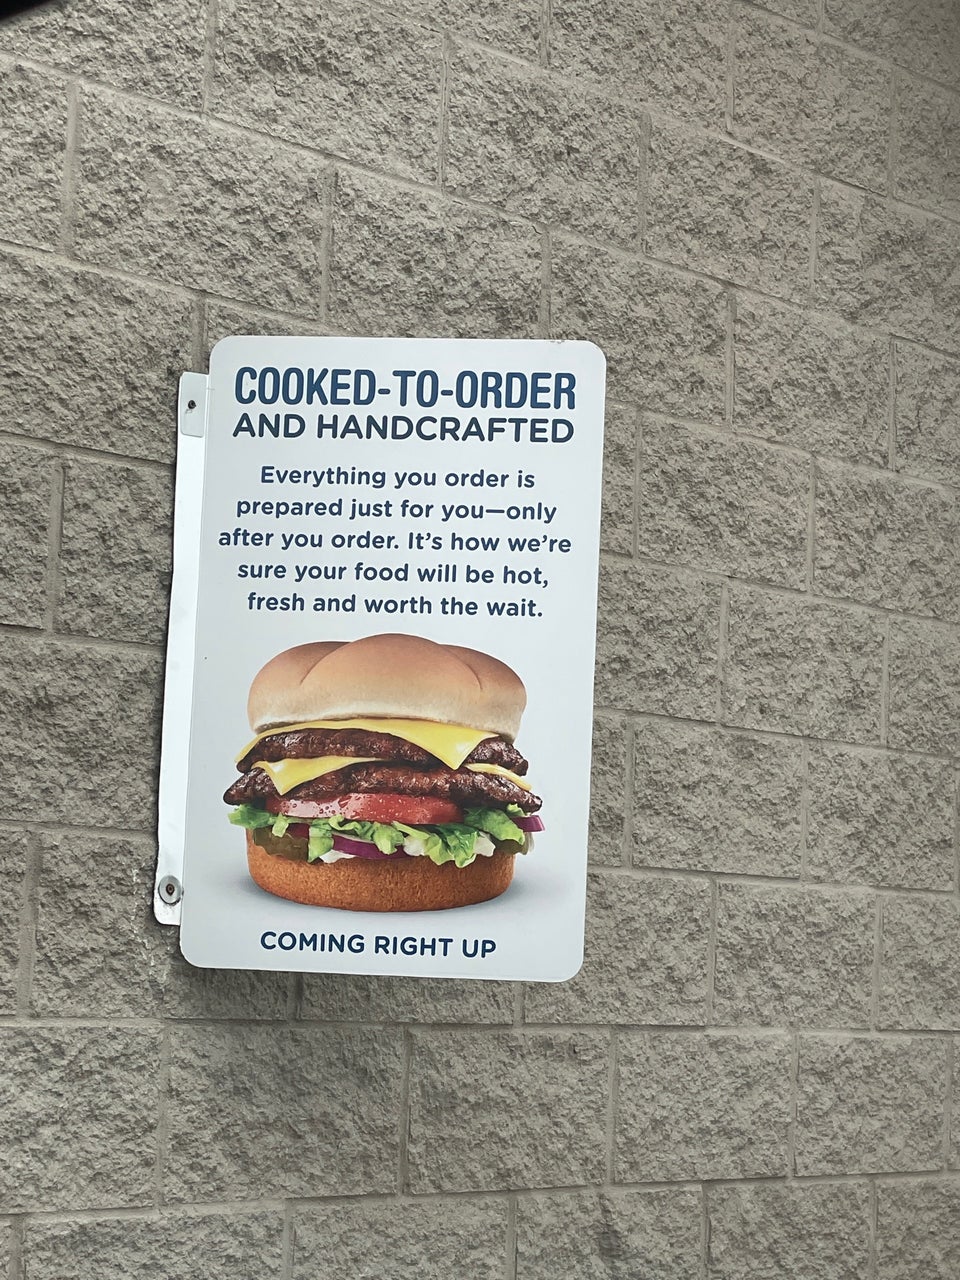 COOKED-TO-ORDER
AND HANDCRAFTED
Everything you order is
prepared just for you—only
after you order. It's how we're
sure your food will be hot,
fresh and worth the wait.
COMING RIGHT UP